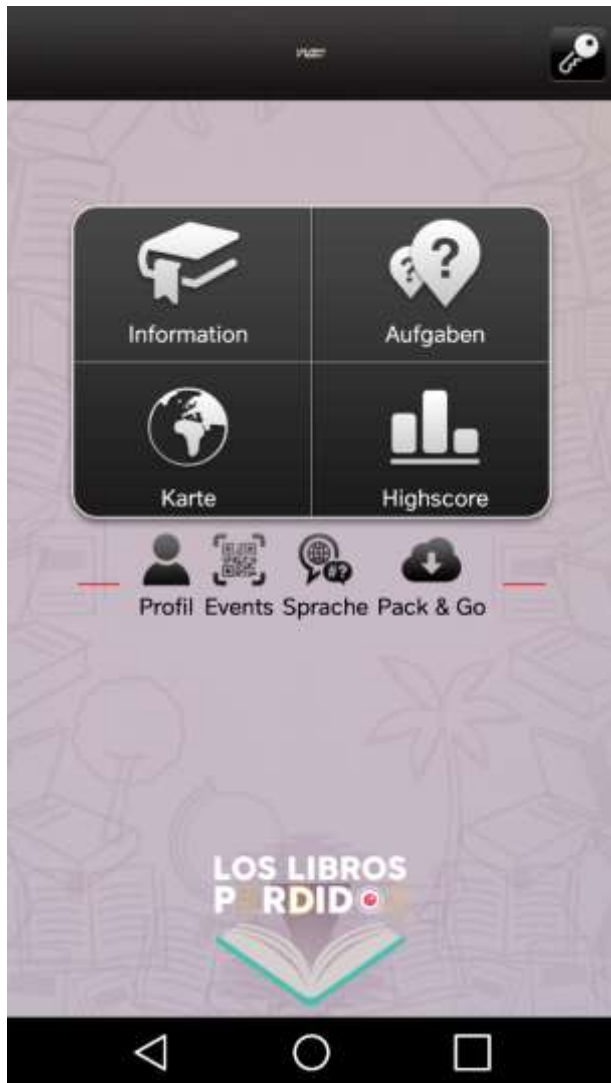 Information
Aufgaben
Karte
Highscore
Profil Events Sprache Pack & Go
LOS LIBROS
PERDIDOS